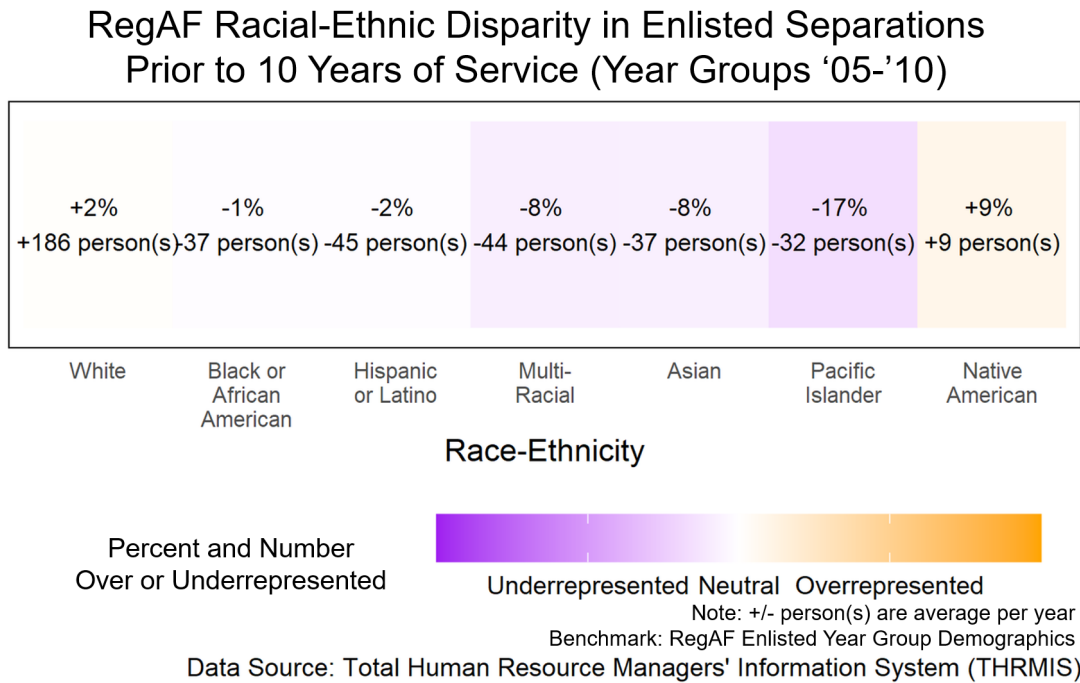 RegAF Racial-Ethnic Disparity in Enlisted Separations
Prior to 10 Years of Service (Year Groups ‘05-’10)
+2% -1% -2% -8% -8% -17% +9%
+186 person(s) -37 person(s) -45 person(s) -44 person(s) -37 person(s) -32 person(s) +9 person(s)
White
Black or
African
American
Hispanic
or Latino
Multi-
Racial
Asian
Pacific
Islander
Native
American
Race-Ethnicity
Percent and Number
Over or Underrepresented
Underrepresented Neutral Overrepresented
Note: +/- person(s) are average per year
Benchmark: RegAF Enlisted Year Group Demographics
Data Source: Total Human Resource Managers' Information System (THRMIS)